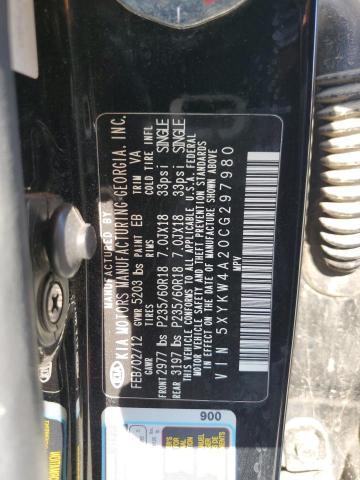 MANUFACTURED BY
KIA KIA MOTORS MANUFACTURING GEORGIA, INC.
FEB/02/12 GVWR 5203 lbs PAINT EB TRIM VA
GAWR TIRES RIMS COLD TIRE INFL
FRONT 2977 lbs P235/60R18 7.0JX18 33psi SINGLE
REAR 3197 lbs P235/60R18 7.0JX18 33psi SINGLE
THIS VEHICLE CONFORMS TO ALL APPLICABLE U.S.A. FEDERAL
MOTOR VEHICLE SAFETY AND THEFT PREVENTION STANDARDS
IN EFFECT ON THE DATE OF MANUFACTURE SHOWN ABOVE
VIN 5XYKW4A20CG297980
MPV
900